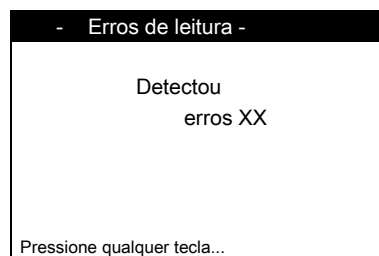 - Erros de leitura -
Detectou
erros XX
Pressione qualquer tecla...